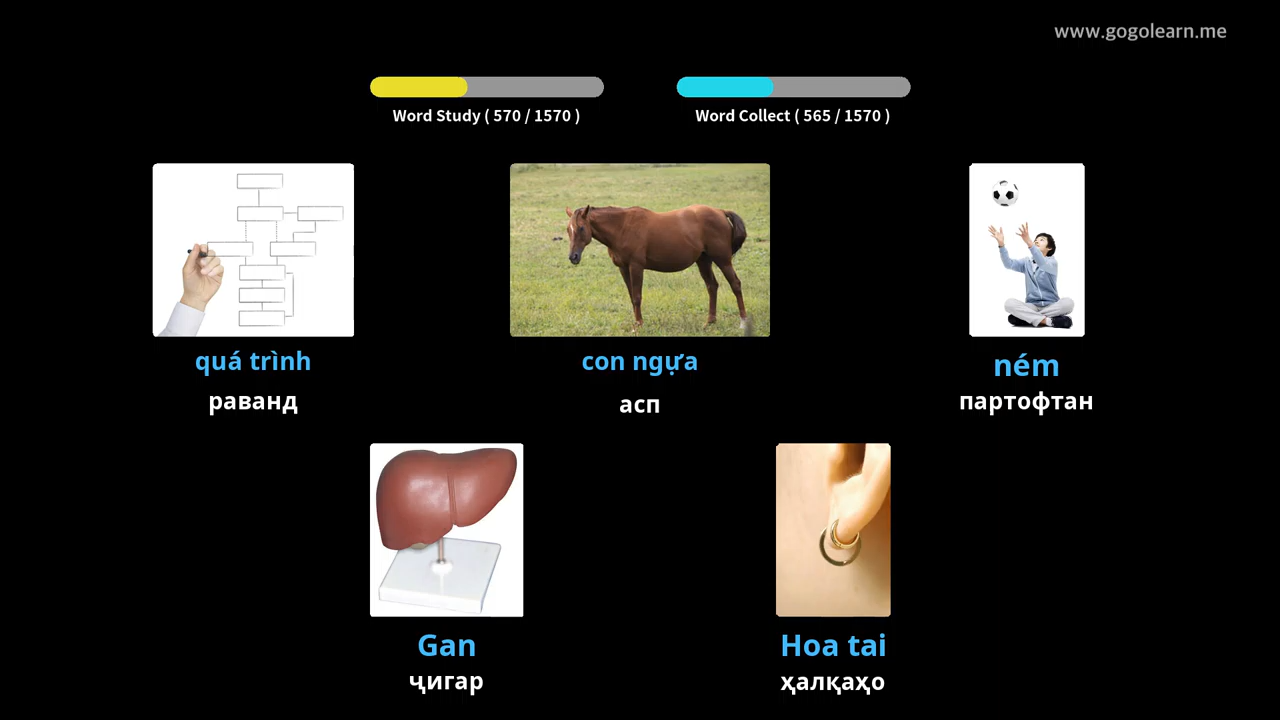 www.gogolearn.me
Word Study ( 570 / 1570 )
Word Collect ( 565 / 1570 )
quá trình
раванд
con ngựa
асп
ném
партофтан
Gan
ҷигар
Hoa tai
ҳалқаҳо